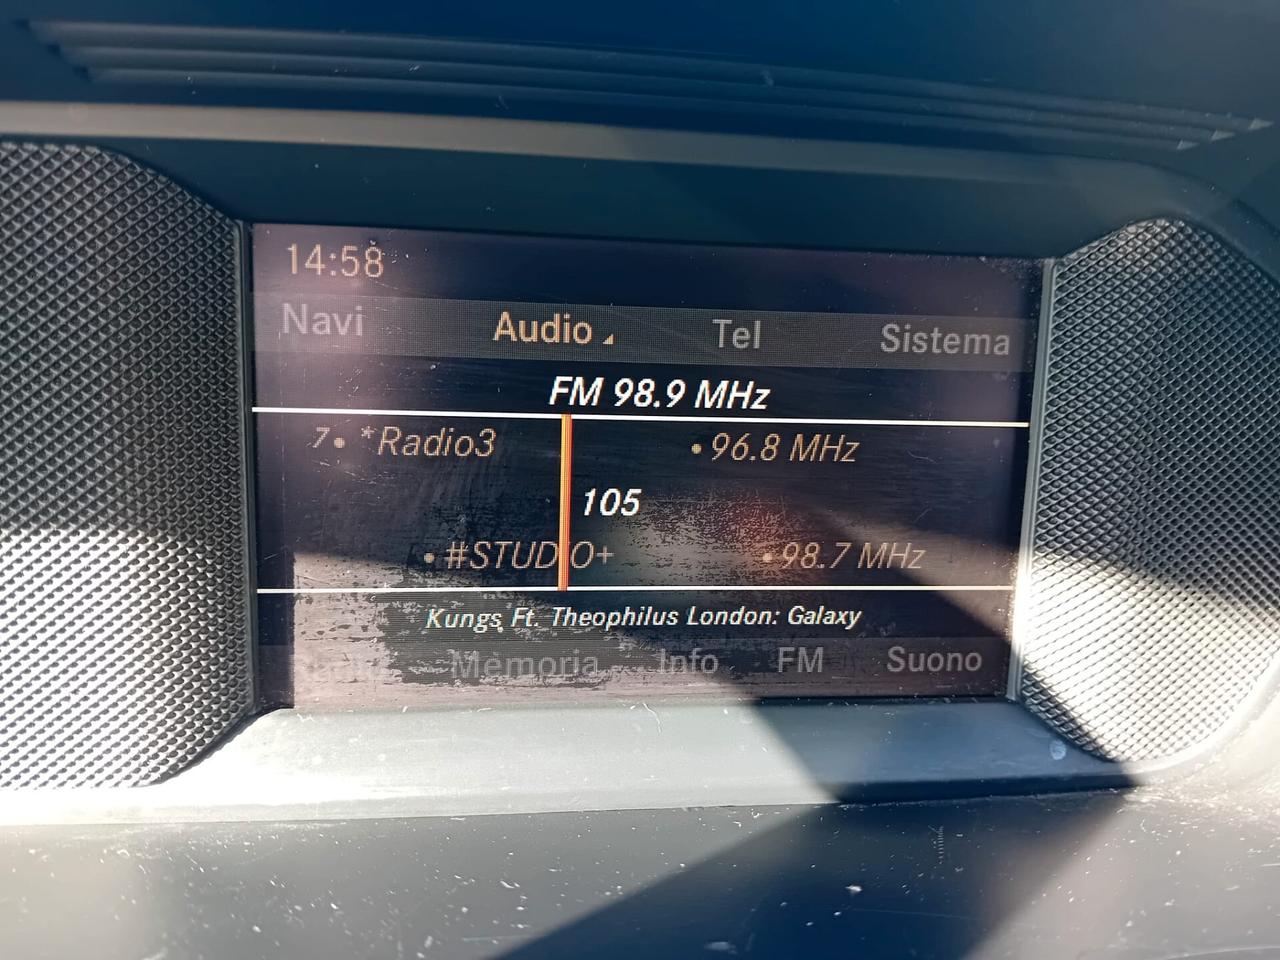 14:58
Navi Audio Tel Sistema
FM 98.9 MHz
7• *Radio3 •96.8 MHz
105
•#STUDIO+ •98.7 MHz
Kungs Ft. Theophilus London: Galaxy
Memoria Info FM Suono